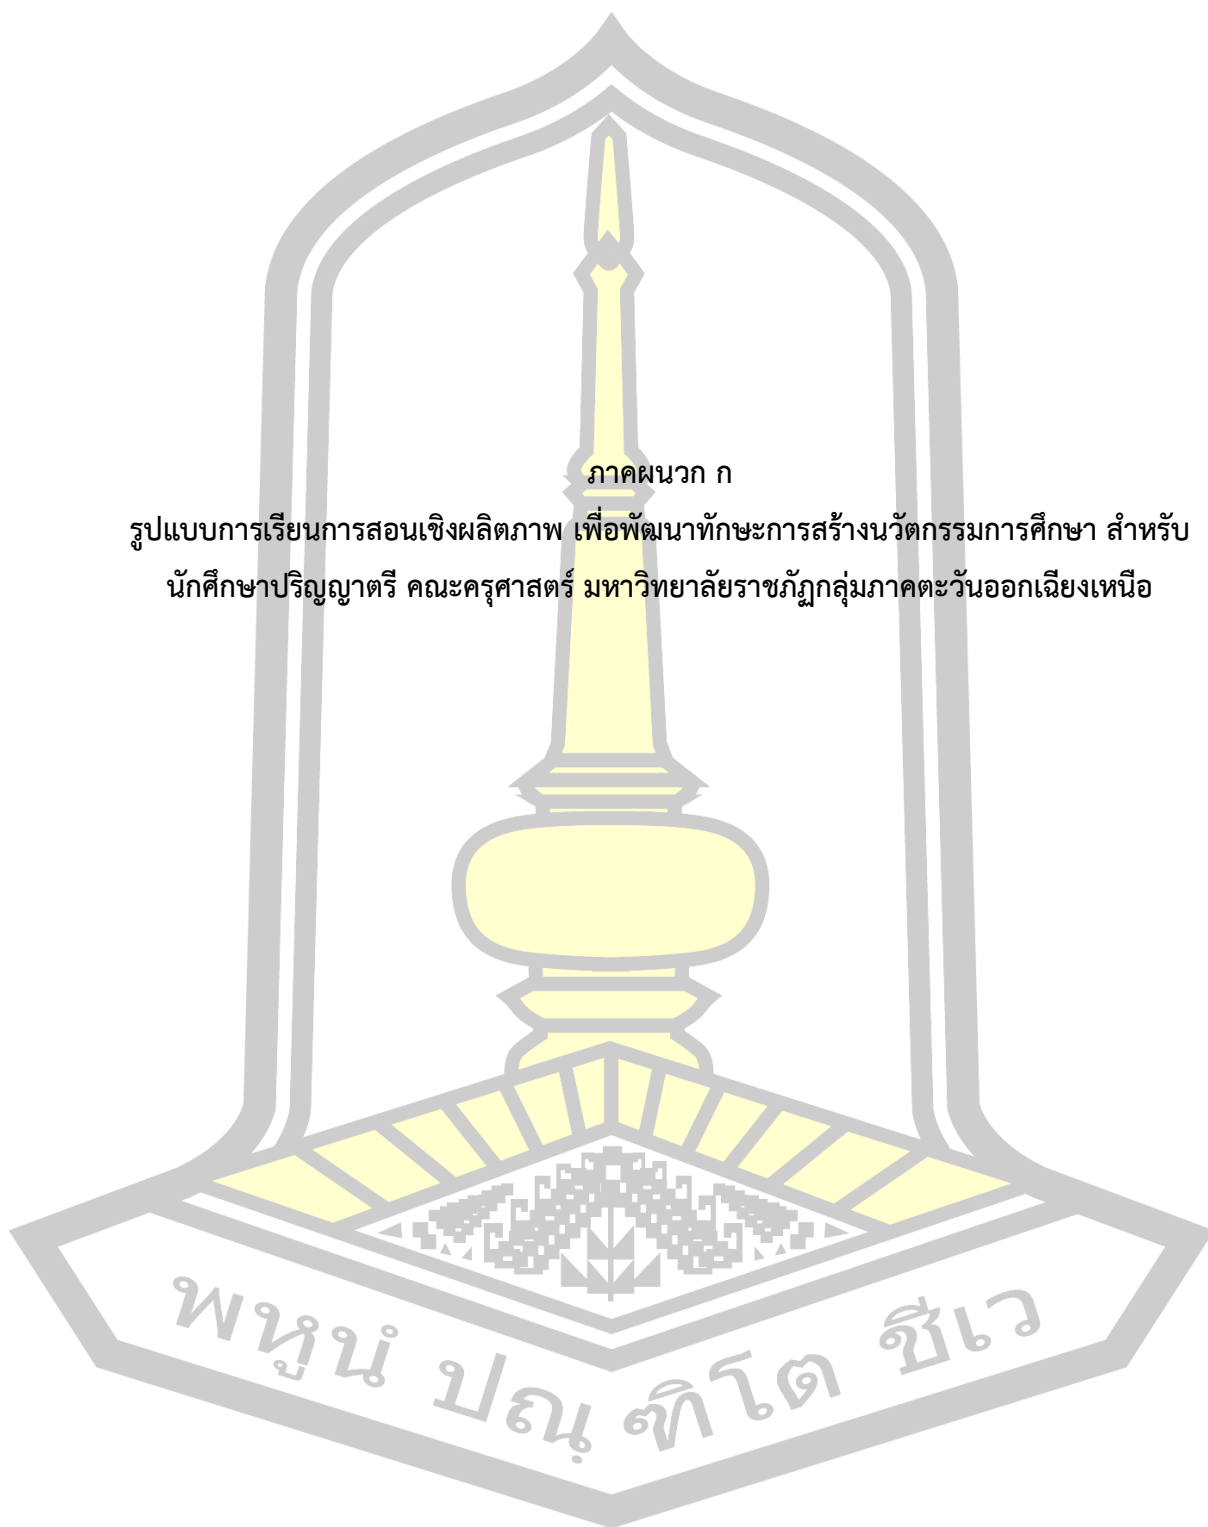 ภาคผนวก ก
รูปแบบการเรียนการสอนเชิงผลิตภาพ เพื่อพัฒนาทักษะการสร้างนวัตกรรมการศึกษา สำหรับ
นักศึกษาปริญญาตรี คณะครุศาสตร์ มหาวิทยาลัยราชภัฏกลุ่มภาคตะวันออกเฉียงเหนือ
พหูนํ ปณฺฑิโต ชีเว